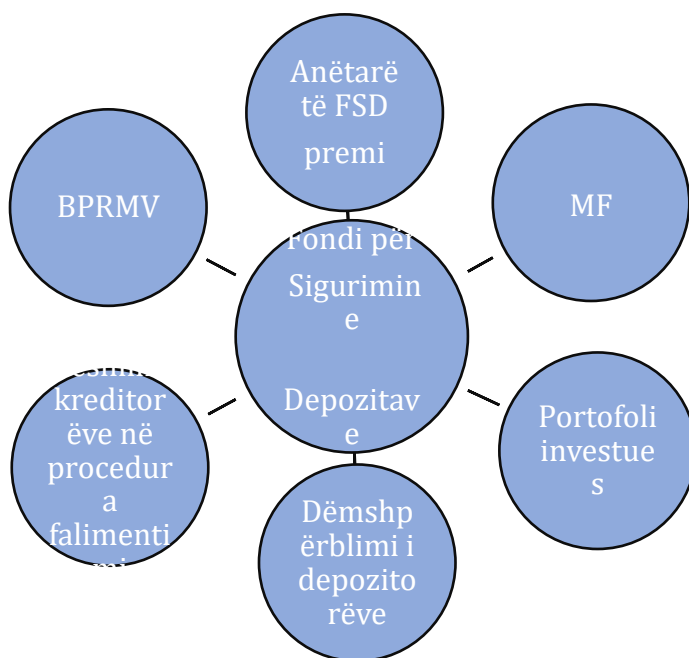 Anëtarë
të FSD
premi
BPRMV
MF
Fondi për
Sigurimin
e
Depozitav
e
kreditor
ëve në
procedur
a
falimenti
Portofoli
investue
s
Dëmshp
ërblimi i
depozito
rëve